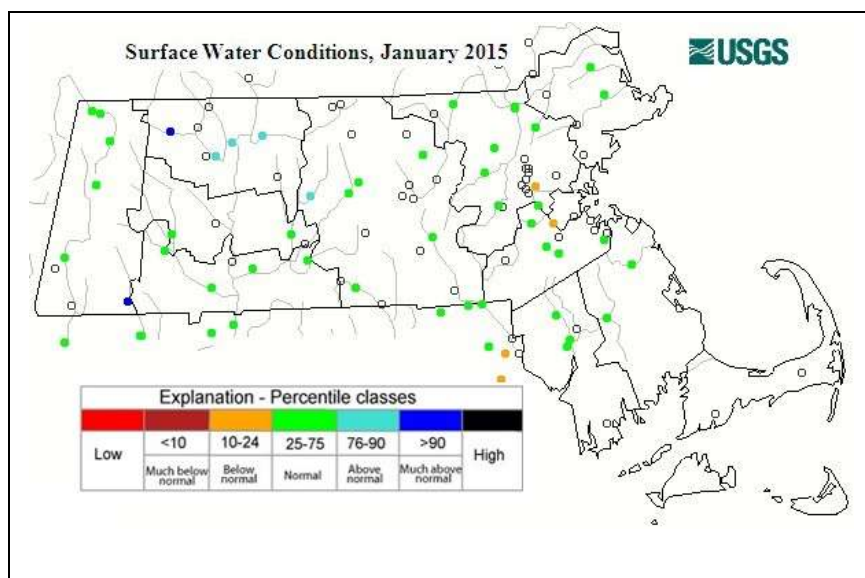 Surface Water Conditions, January 2015
USGS
Explanation - Percentile classes
Low <10 10-24 25-75 76-90 >90 High
Much below normal Below normal Normal Above normal Much above normal